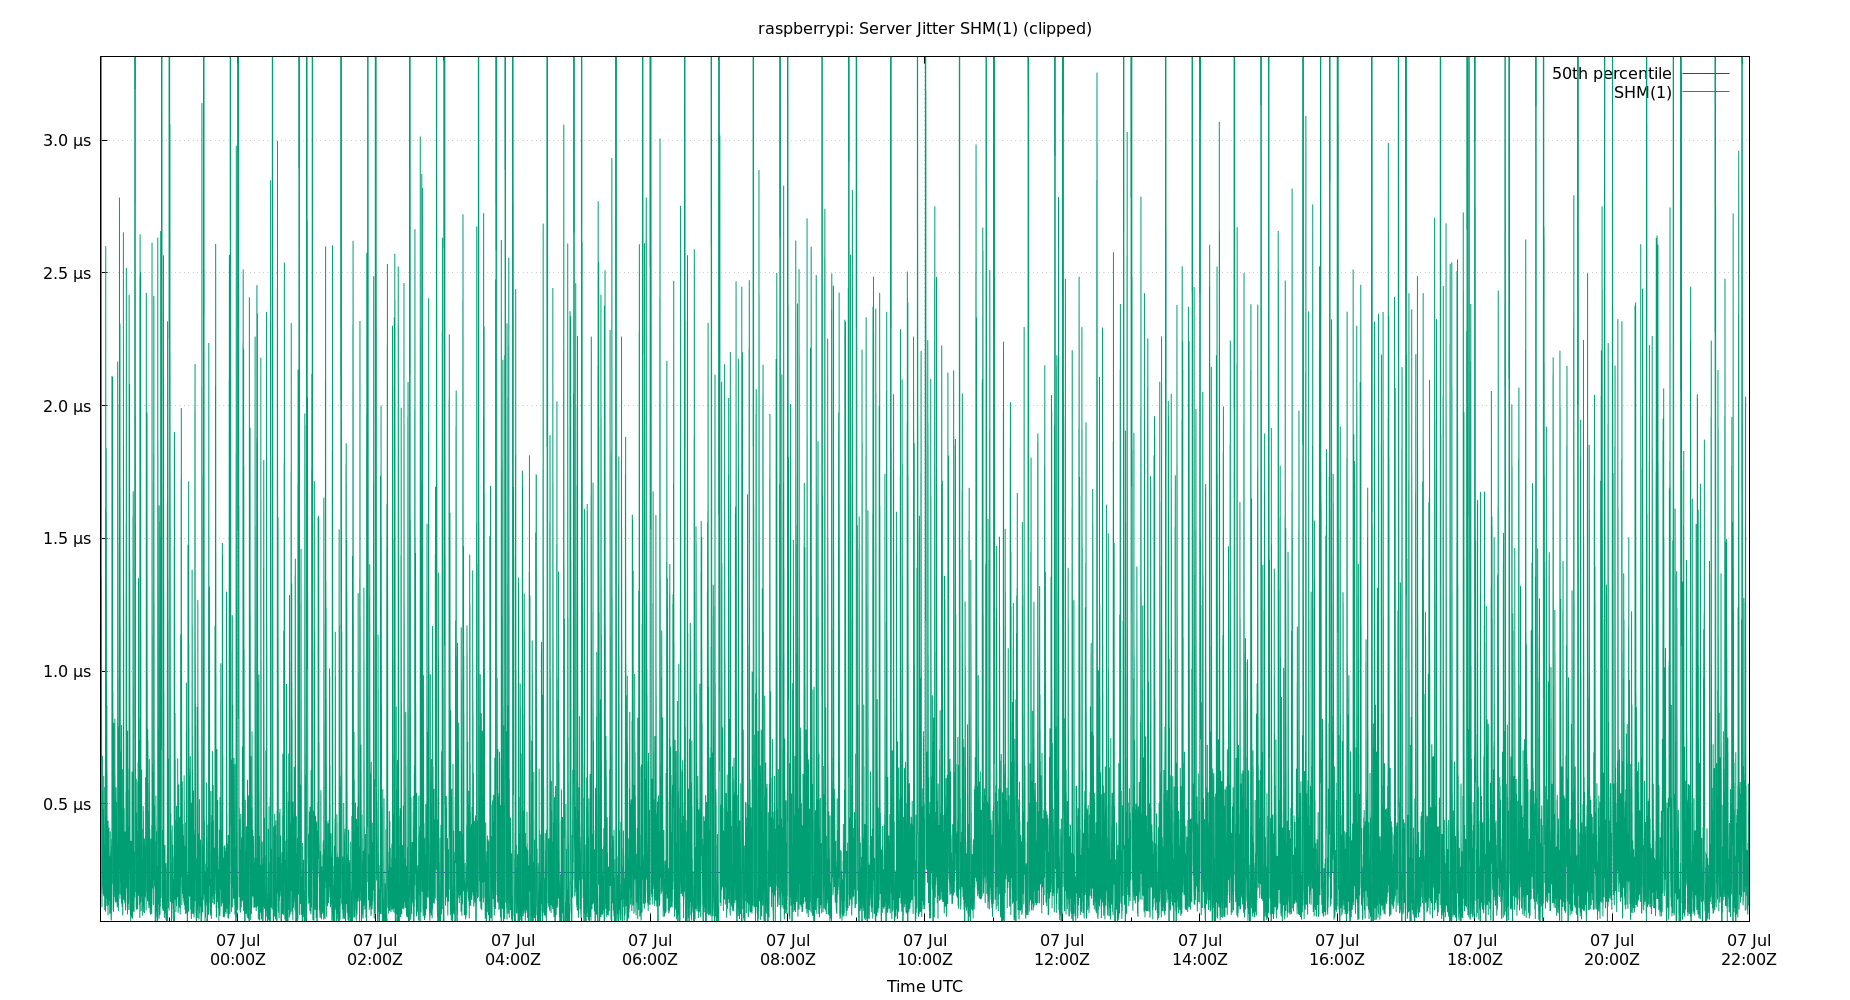 raspberrypi: Server Jitter SHM(1) (clipped)
50th percentile
SHM(1)
3.0 µs
2.5 µs
2.0 µs
1.5 µs
1.0 µs
0.5 µs
07 Jul 07 Jul 07 Jul 07 Jul 07 Jul 07 Jul 07 Jul 07 Jul 07 Jul 07 Jul 07 Jul 07 Jul
00:00Z 02:00Z 04:00Z 06:00Z 08:00Z 10:00Z 12:00Z 14:00Z 16:00Z 18:00Z 20:00Z 22:00Z
Time UTC